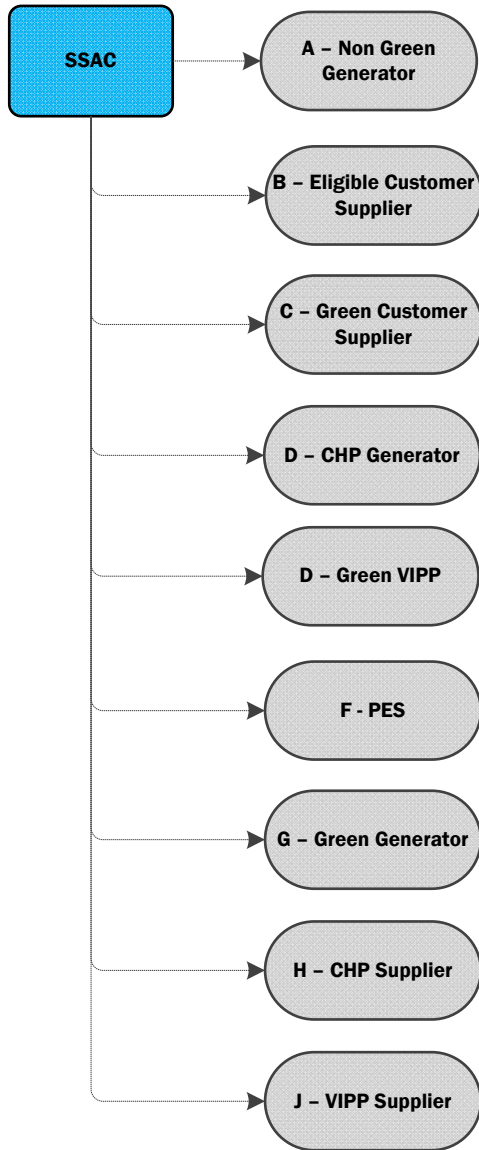 SSAC
A – Non Green
Generator
B – Eligible Customer
Supplier
C – Green Customer
Supplier
D – CHP Generator
D – Green VIPP
F - PES
G – Green Generator
H – CHP Supplier
J – VIPP Supplier